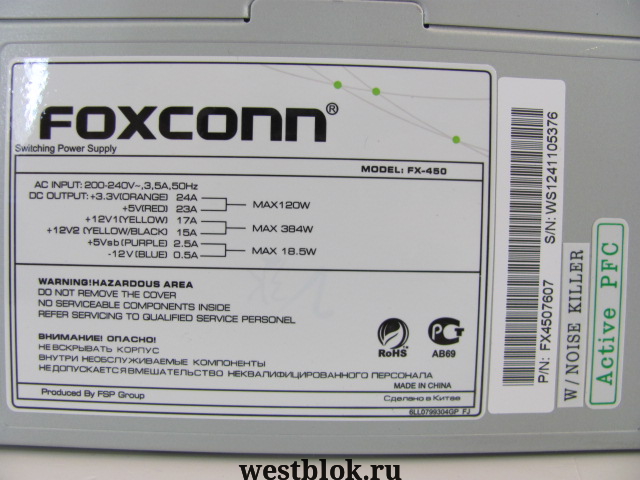 FOXCONN®
Switching Power Supply
MODEL: FX-450
AC INPUT: 200-240V~,3,5A,50Hz
DC OUTPUT: +3.3V(ORANGE) 24A
+5V(RED) 23A
MAX120W
+12V1(YELLOW) 17A
+12V2 (YELLOW/BLACK) 15A
MAX 384W
+5Vsb (PURPLE) 2.5A
-12V(BLUE) 0.5A
MAX 18.5W
WARNING!HAZARDOUS AREA
DO NOT REMOVE THE COVER
NO SERVICEABLE COMPONENTS INSIDE
REFER SERVICING TO QUALIFIED SERVICE PERSONEL
ВНИМАНИЕ! ОПАСНО!
НЕ ВСКРЫВАТЬ КОРПУС
ВНУТРИ НЕОБСЛУЖИВАЕМЫЕ КОМПОНЕНТЫ
НЕ ДОПУСКАЕТСЯ ВМЕШАТЕЛЬСТВО НЕКВАЛИФИЦИРОВАННОГО ПЕРСОНАЛА
RoHS
РСТ
АВ69
MADE IN CHINA
Produced By FSP Group
Сделано в Китае
6LL0799304GP FJ
P/N: FX4507607
S/N: WS1241105376
W/NOISE KILLER
Active PFC
westblok.ru